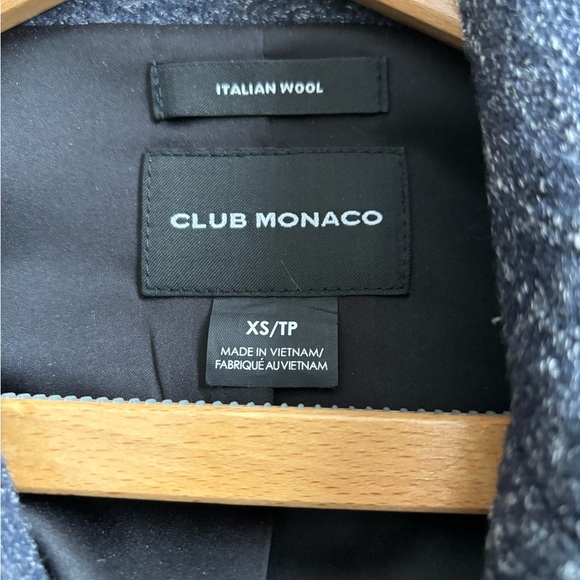 ITALIAN WOOL
CLUB MONACO
XS/TP
MADE IN VIETNAM/
FABRIQUÉ AU VIETNAM